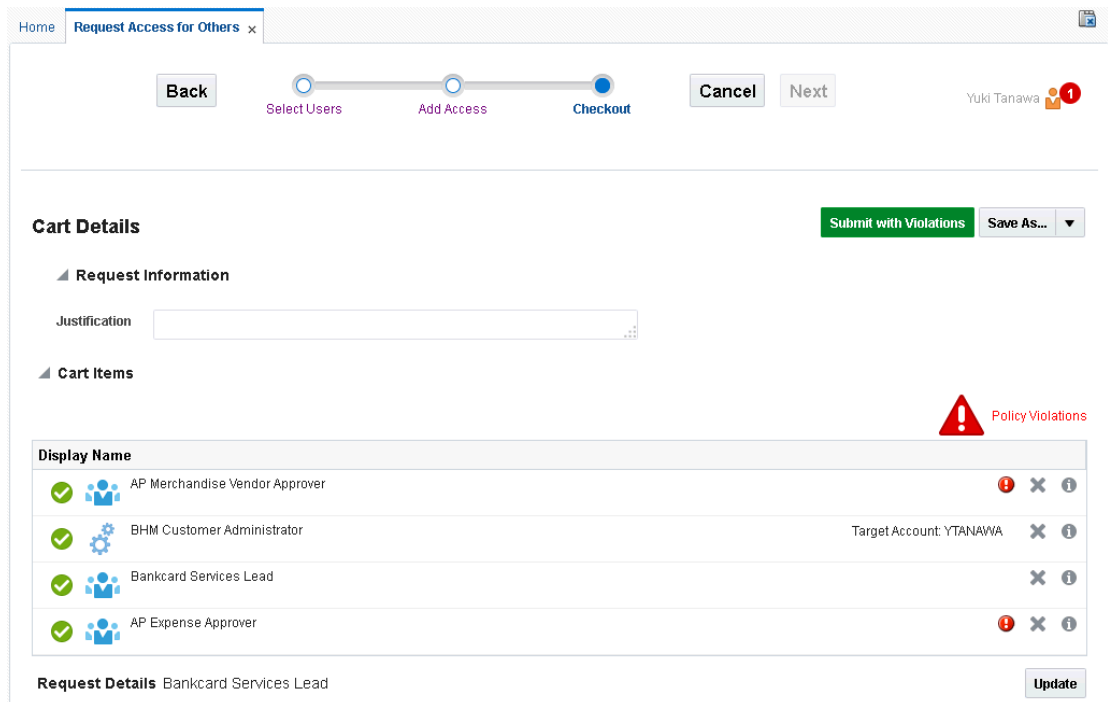 Home Request Access for Others x
Back Cancel Next
Yuki Tanawa 1
Select Users Add Access Checkout
Cart Details
Submit with Violations Save As...
Request Information
Justification
Cart Items
Policy Violations
Display Name
AP Merchandise Vendor Approver
BHM Customer Administrator Target Account: YTANAWA
Bankcard Services Lead
AP Expense Approver
Request Details Bankcard Services Lead Update